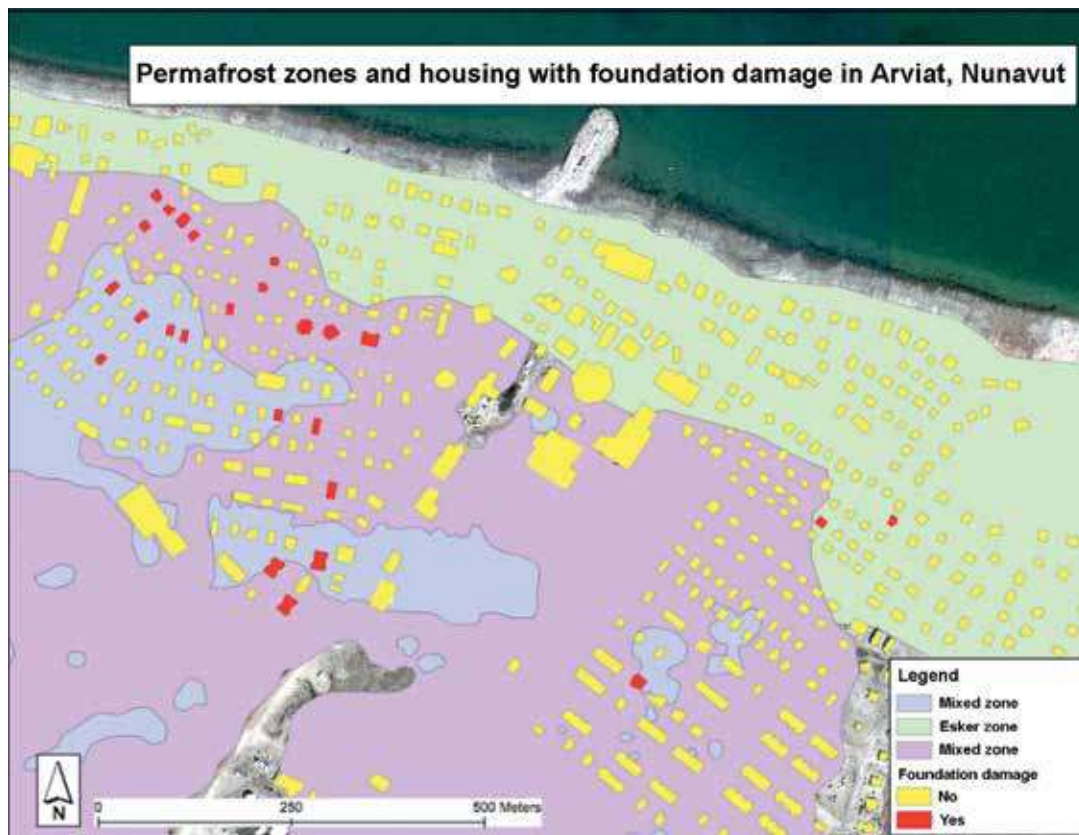 Permafrost zones and housing with foundation damage in Arviat, Nunavut
Legend
Mixed zone
Esker zone
Mixed zone
Foundation damage
No
Yes
N
0 250 500 Meters